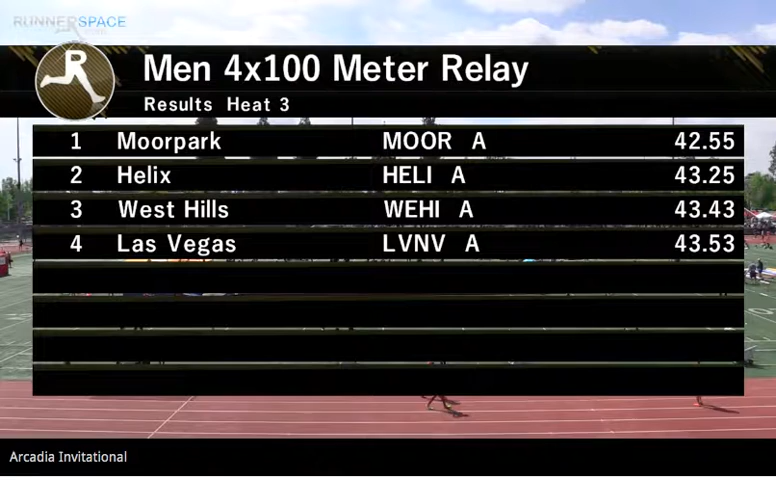 RUNNERSPACE
R
Men 4x100 Meter Relay
Results Heat 3
1 Moorpark MOOR A 42.55
2 Helix HELI A 43.25
3 West Hills WEHI A 43.43
4 Las Vegas LVNV A 43.53
Arcadia Invitational